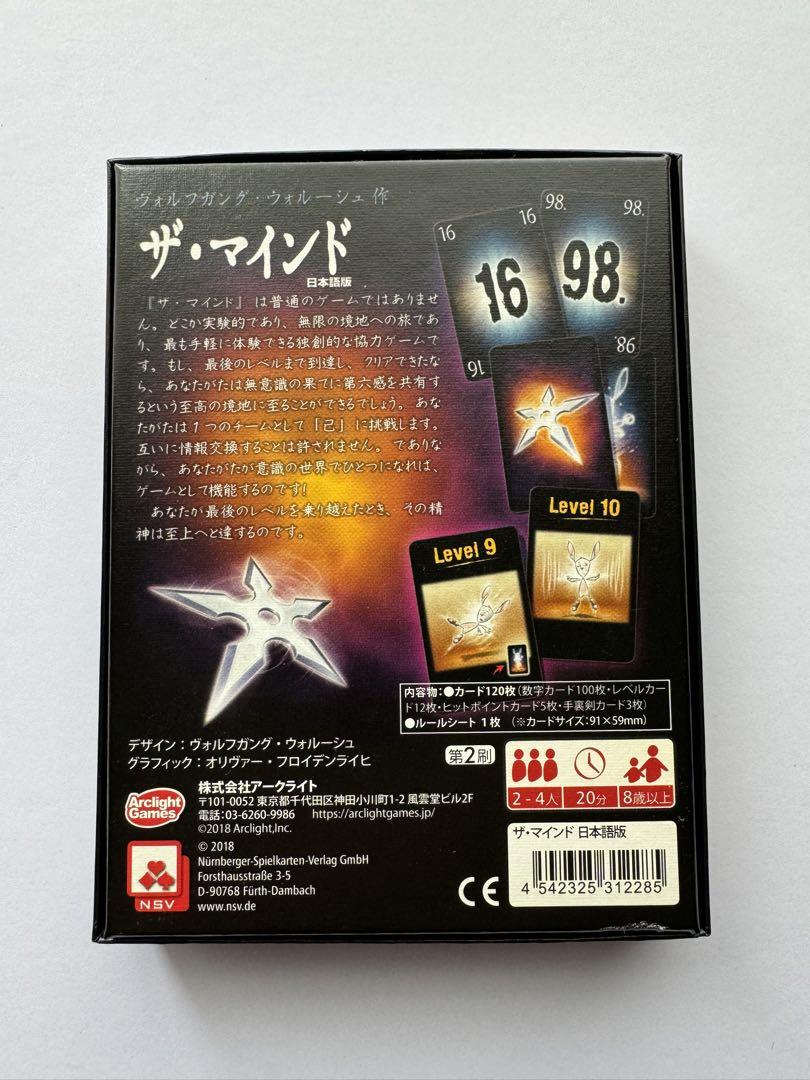 ヴォルフガング・ウォルーシュ 作
ザ・マインド
日本語版
『ザ・マインド』は普通のゲームではありませ
ん。どこか実験的であり、無限の境地への旅であ
り、最も手軽に体験できる独創的な協力ゲームで
す。もし、最後のレベルまで到達し、クリアできたな
ら、あなたがたは無意識の果てに第六感を共有す
るという至高の境地に至ることができるでしょう。あな
たがたは1つのチームとして『己』に挑戦します。
互いに情報交換することは許されません。でありな
がら、あなたがたが意識の世界でひとつになれば、
ゲームとして機能するのです!
あなたが最後のレベルを乗り越えたとき、その精
神は至上へと達するのです。
16
16
16
16
98.
98.
98.
98.
Level 9
Level 10
内容物:●カード120枚(数字カード100枚・レベルカー
ド12枚・ヒットポイントカード5枚・手裏剣カード3枚)
●ルールシート 1枚 (※カードサイズ:91×59mm)
デザイン:ヴォルフガング・ウォルーシュ
グラフィック:オリヴァー・フロイデンライヒ
第2刷
2-4人
20分
8歳以上
Arclight Games
株式会社アークライト
〒101-0052 東京都千代田区神田小川町1-2 風雲堂ビル2F
電話:03-6260-9986 https://arclightgames.jp/
©2018 Arclight,Inc.
NSV
© 2018
Nürnberger-Spielkarten-Verlag GmbH
Forsthausstraße 3-5
D-90768 Fürth-Dambach
www.nsv.de
CE
ザ・マインド 日本語版
4 542325 312285